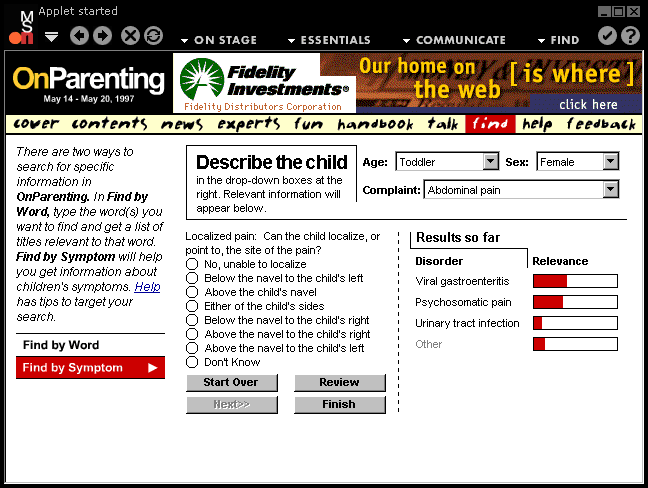 Applet started
MSn
ON STAGE
ESSENTIALS
COMMUNICATE
FIND
OnParenting
May 14 - May 20, 1997
Fidelity
Investments®
Fidelity Distributors Corporation
Our home on
the web
[is where]
click here
cover contents news experts fun handbook talk find help feedback
There are two ways to
search for specific
information in
OnParenting. In Find by
Word, type the word(s) you
want to find and get a list of
titles relevant to that word.
Find by Symptom will help
you get information about
children's symptoms. Help
has tips to target your
search.
Find by Word
Find by Symptom
Describe the child
in the drop-down boxes at the
right. Relevant information will
appear below.
Age: Toddler Sex: Female
Complaint: Abdominal pain
Localized pain: Can the child localize, or
point to, the site of the pain?
No, unable to localize
Below the navel to the child's left
Above the child's navel
Either of the child's sides
Below the navel to the child's right
Above the navel to the child's right
Above the navel to the child's left
Don't Know
Start Over Review
Next>> Finish
Results so far
Disorder Relevance
Viral gastroenteritis
Psychosomatic pain
Urinary tract infection
Other